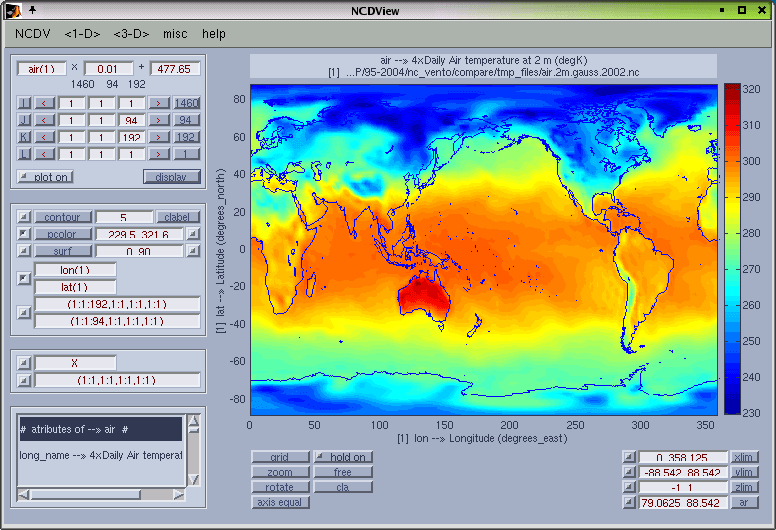 NCDView
NCDV <1-D> <3-D> misc help
air(1) x 0.01 + 477.65
1460 94 192
I < 1 1 1 > 1460
J < 1 1 94 > 94
K < 1 1 192 > 192
L < 1 1 1 > 1
plot on display
contour 5 clabel
pcolor 229.5 321.6
surf 0 90
lon(1)
lat(1)
(1:1:192,1:1,1:1,1:1)
(1:1:94,1:1,1:1,1:1)
X
(1:1,1:1,1:1,1:1)
# atributes of --> air #
long_name --> 4xDaily Air temperat
air --> 4xDaily Air temperature at 2 m (degK)
[1] ...P/95-2004/nc_vento/compare/tmp_files/air.2m.gauss.2002.nc
[1] lat --> Latitude (degrees_north)
80
60
40
20
0
-20
-40
-60
-80
0 50 100 150 200 250 300 350
[1] lon --> Longitude (degrees_east)
320
310
300
290
280
270
260
250
240
230
grid hold on
zoom free
rotate cla
axis equal
0 358.125 xlim
-88.542 88.542 ylim
-1 1 zlim
79.0625 88.542 ar